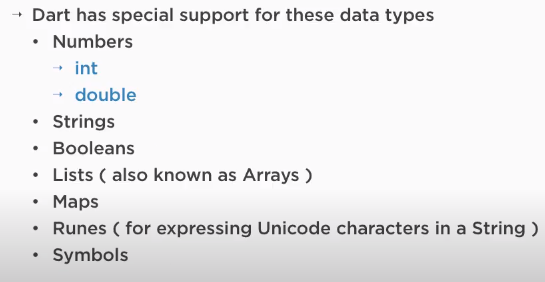 → Dart has special support for these data types
• Numbers
→ int
→ double
• Strings
• Booleans
• Lists ( also known as Arrays )
• Maps
• Runes ( for expressing Unicode characters in a String )
• Symbols